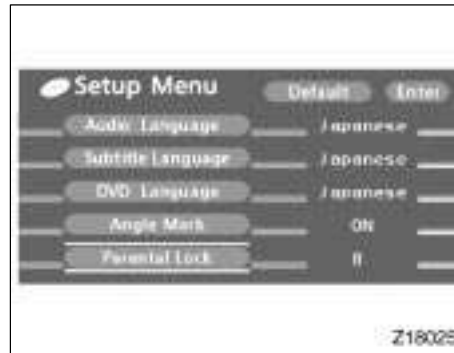 Setup Menu Default Enter
Audio Language Japanese
Subtitle Language Japanese
DVD Language Japanese
Angle Mark ON
Parental Lock
Z18025